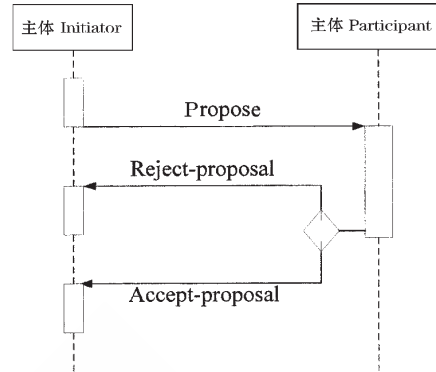 主体 Initiator
主体 Participant
Propose
Reject-proposal
Accept-proposal